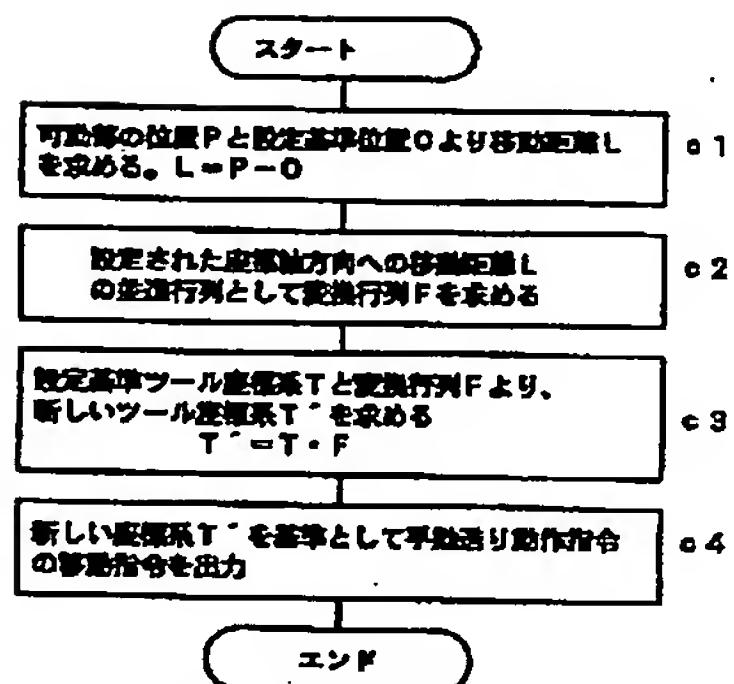 スタート
可動部の位置Pと設定基準位置Oより移動距離L
を求める。L=P-O
c1
設定された座標軸方向への移動距離L
の並進行列として変換行列Fを求める
c2
設定基準ツール座標系Tと変換行列Fより、
新しいツール座標系T´を求める
T´=T・F
c3
新しい座標系T´を基準として手動送り動作指令
の移動指令を出力
c4
エンド